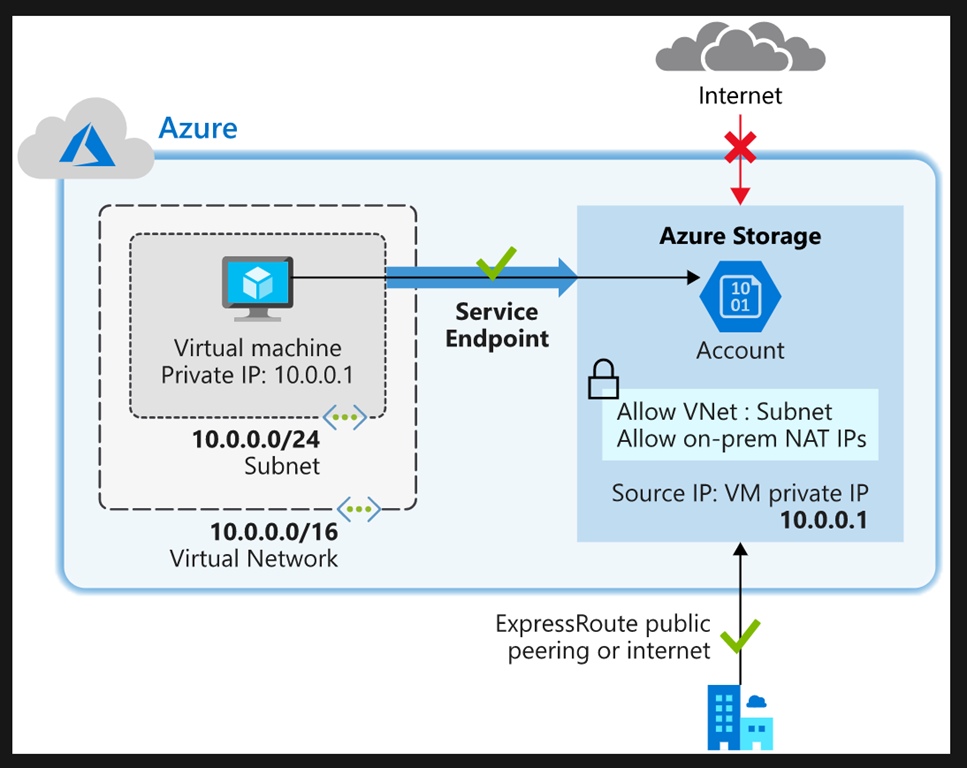 Internet
Azure
Azure Storage
10
01
Account
Service
Endpoint
Virtual machine
Private IP: 10.0.0.1
10.0.0.0/24
Subnet
10.0.0.0/16
Virtual Network
Allow VNet : Subnet
Allow on-prem NAT IPs
Source IP: VM private IP
10.0.0.1
ExpressRoute public
peering or internet